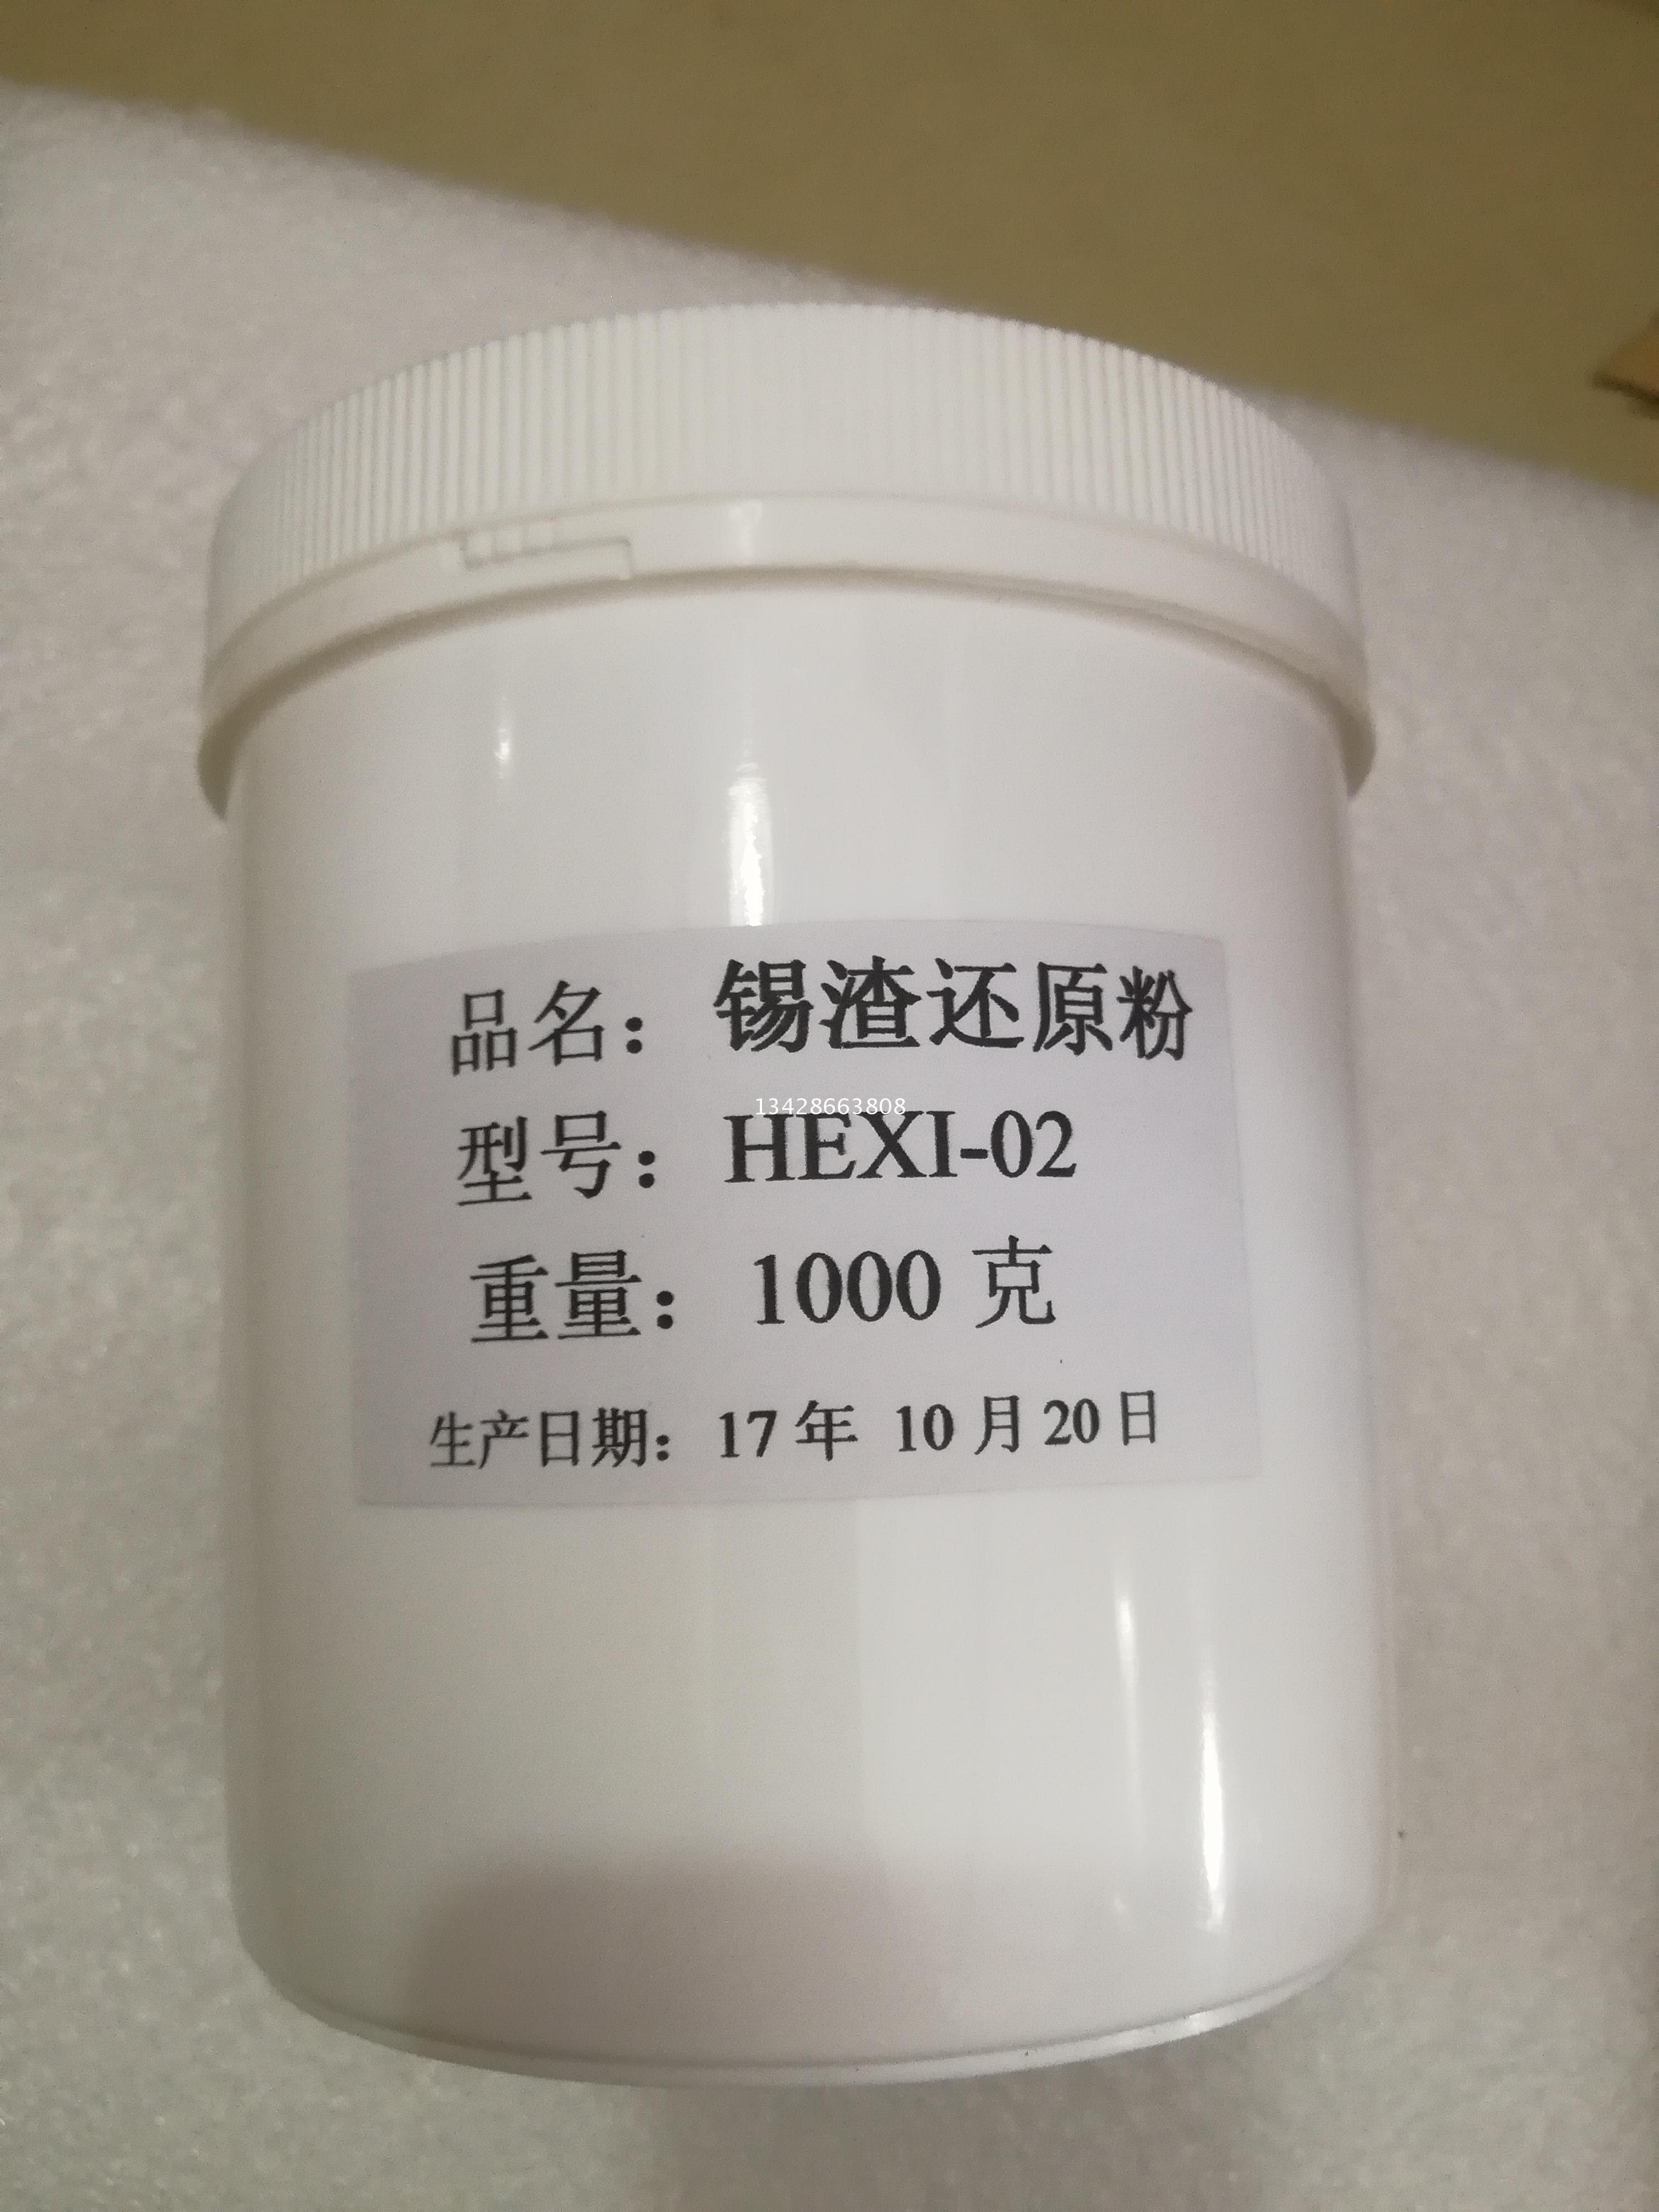 品名：锡渣还原粉
13428663808
型号：HEXI-02
重量：1000 克
生产日期：17 年 10 月 20 日